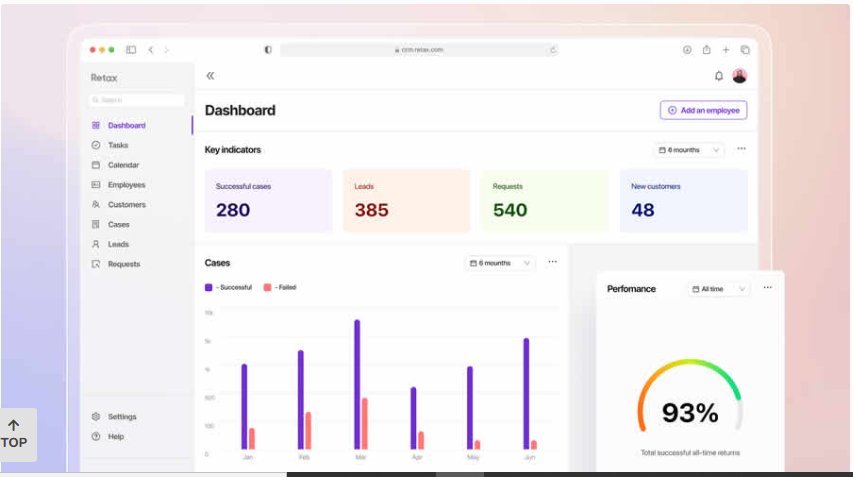 crm.retax.com
Retax
Search
Dashboard
Tasks
Calendar
Employees
Customers
Cases
Leads
Requests
Settings
Help
Dashboard
Add an employee
Key indicators
6 mounths
Successful cases
280
Leads
385
Requests
540
New customers
48
Cases
6 mounths
- Successful - Failed
10k
5k
1k
500
100
0
Jan Feb Mar Apr May Jun
Perfomance
All time
93%
Total successful all-time returns
TOP